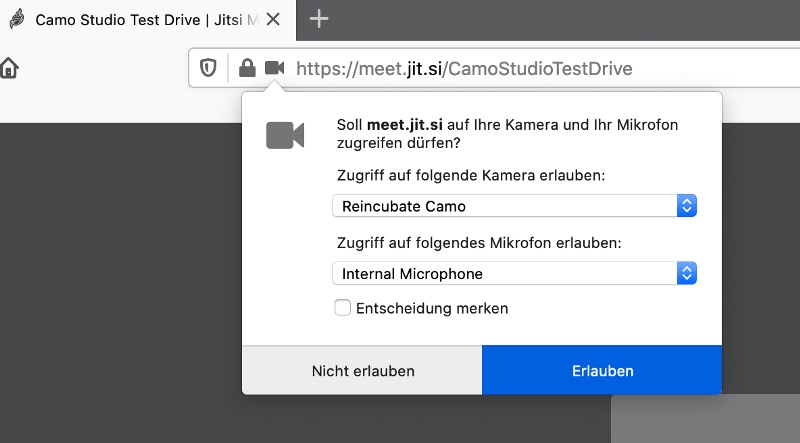 Camo Studio Test Drive | Jitsi M
https://meet.jit.si/CamoStudioTestDrive
Soll meet.jit.si auf Ihre Kamera und Ihr Mikrofon
zugreifen dürfen?
Zugriff auf folgende Kamera erlauben:
Reincubate Camo
Zugriff auf folgendes Mikrofon erlauben:
Internal Microphone
Entscheidung merken
Nicht erlauben
Erlauben